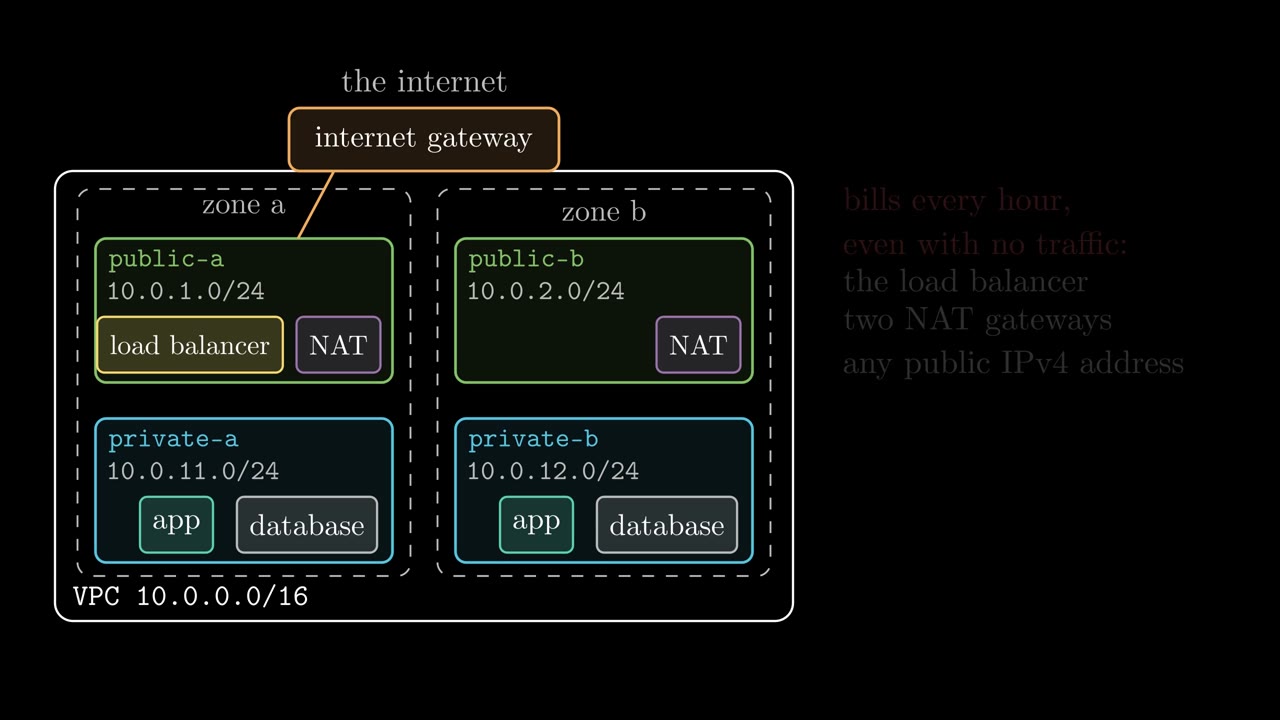 the internet
internet gateway
zone a
zone b
public-a
10.0.1.0/24
load balancer
NAT
public-b
10.0.2.0/24
NAT
private-a
10.0.11.0/24
app
database
private-b
10.0.12.0/24
app
database
VPC 10.0.0.0/16
bills every hour,
even with no traffic:
the load balancer
two NAT gateways
any public IPv4 address